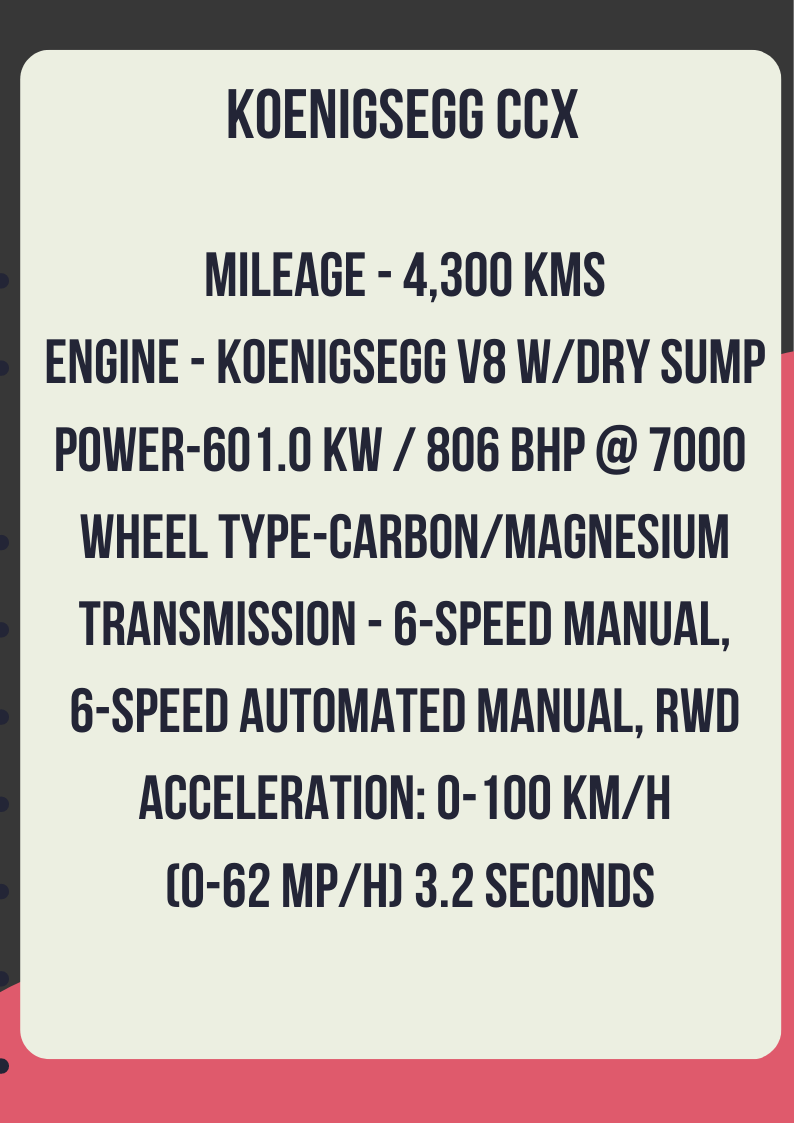 KOENIGSEGG CCX
MILEAGE - 4,300 KMS
ENGINE - KOENIGSEGG V8 W/DRY SUMP
POWER-601.0 KW / 806 BHP @ 7000
WHEEL TYPE-CARBON/MAGNESIUM
TRANSMISSION - 6-SPEED MANUAL,
6-SPEED AUTOMATED MANUAL, RWD
ACCELERATION: 0-100 KM/H
(0-62 MP/H) 3.2 SECONDS